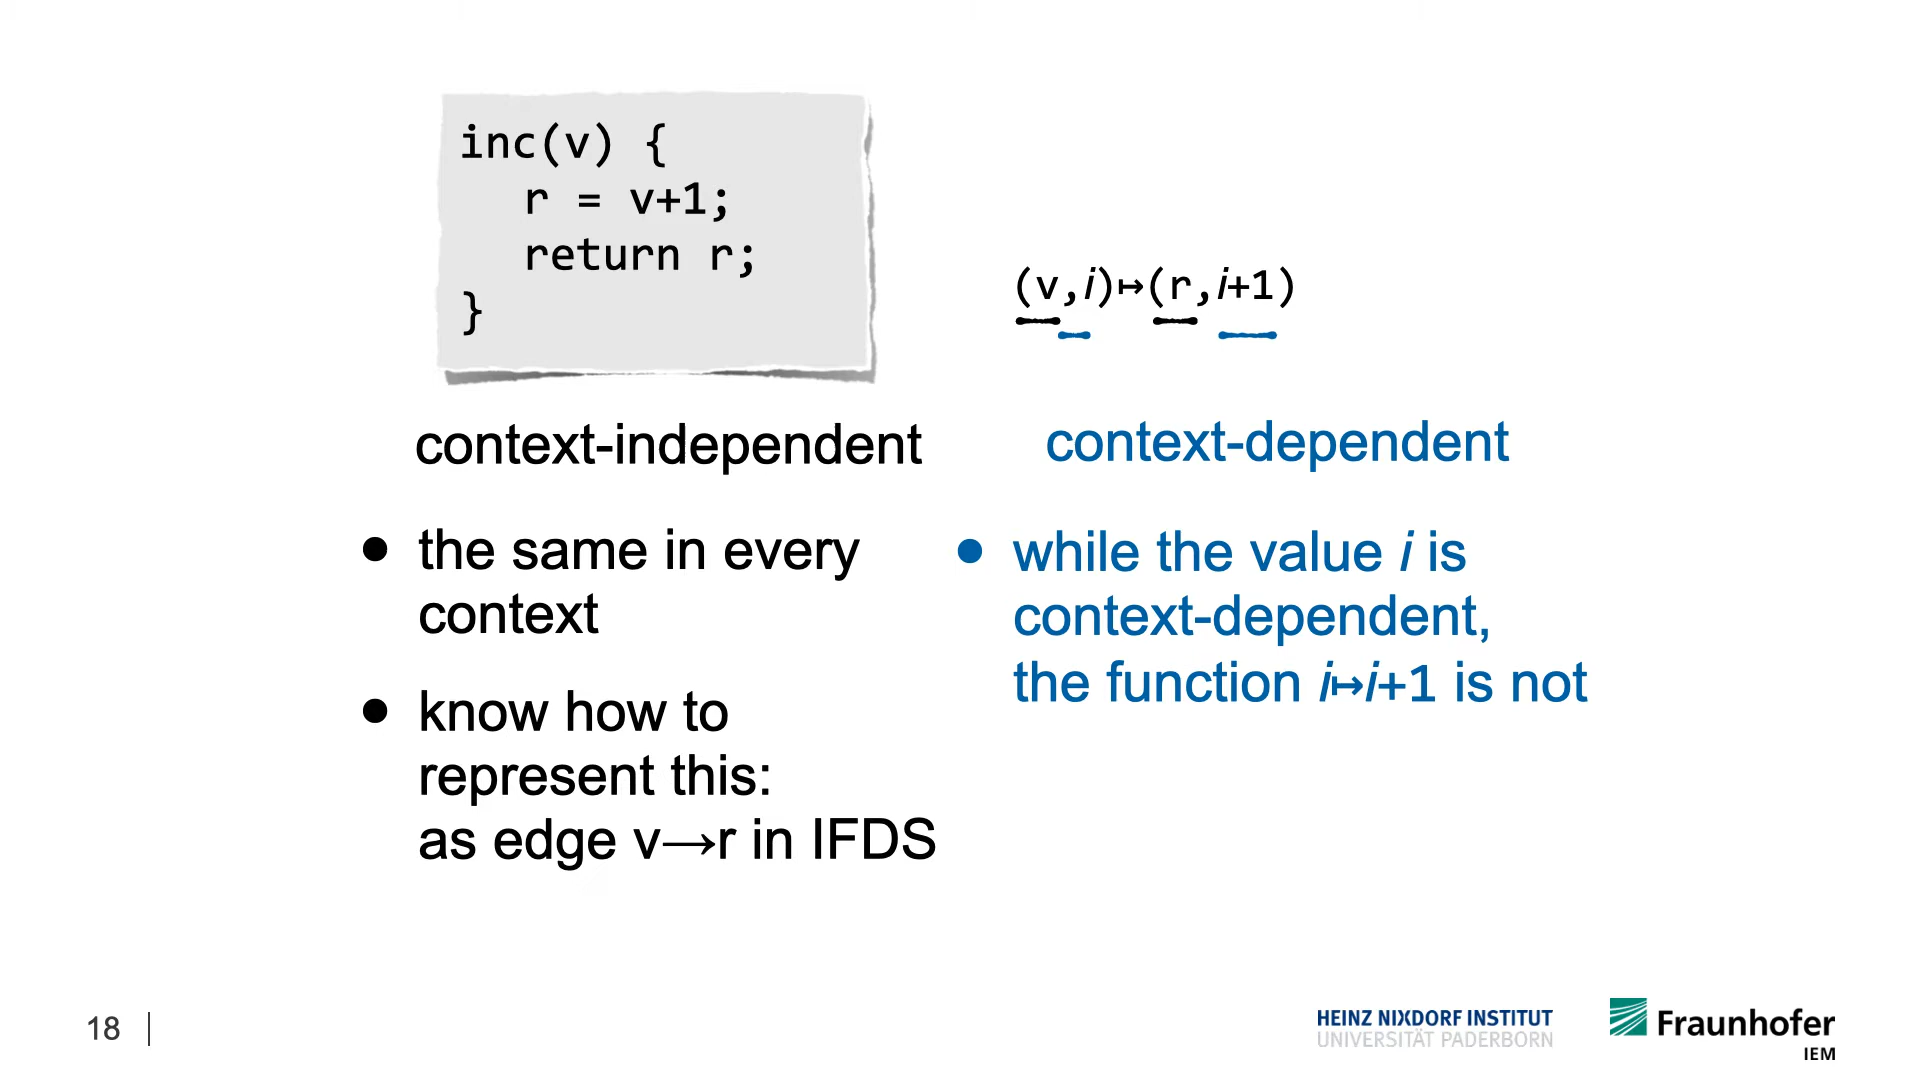 inc(v) {
r = v+1;
return r;
}
(v,i)↦(r,i+1)
context-independent
context-dependent
● the same in every
context
● know how to
represent this:
as edge v→r in IFDS
● while the value i is
context-dependent,
the function i↦i+1 is not
18
HEINZ NIXDORF INSTITUT
UNIVERSITÄT PADERBORN
Fraunhofer
IEM